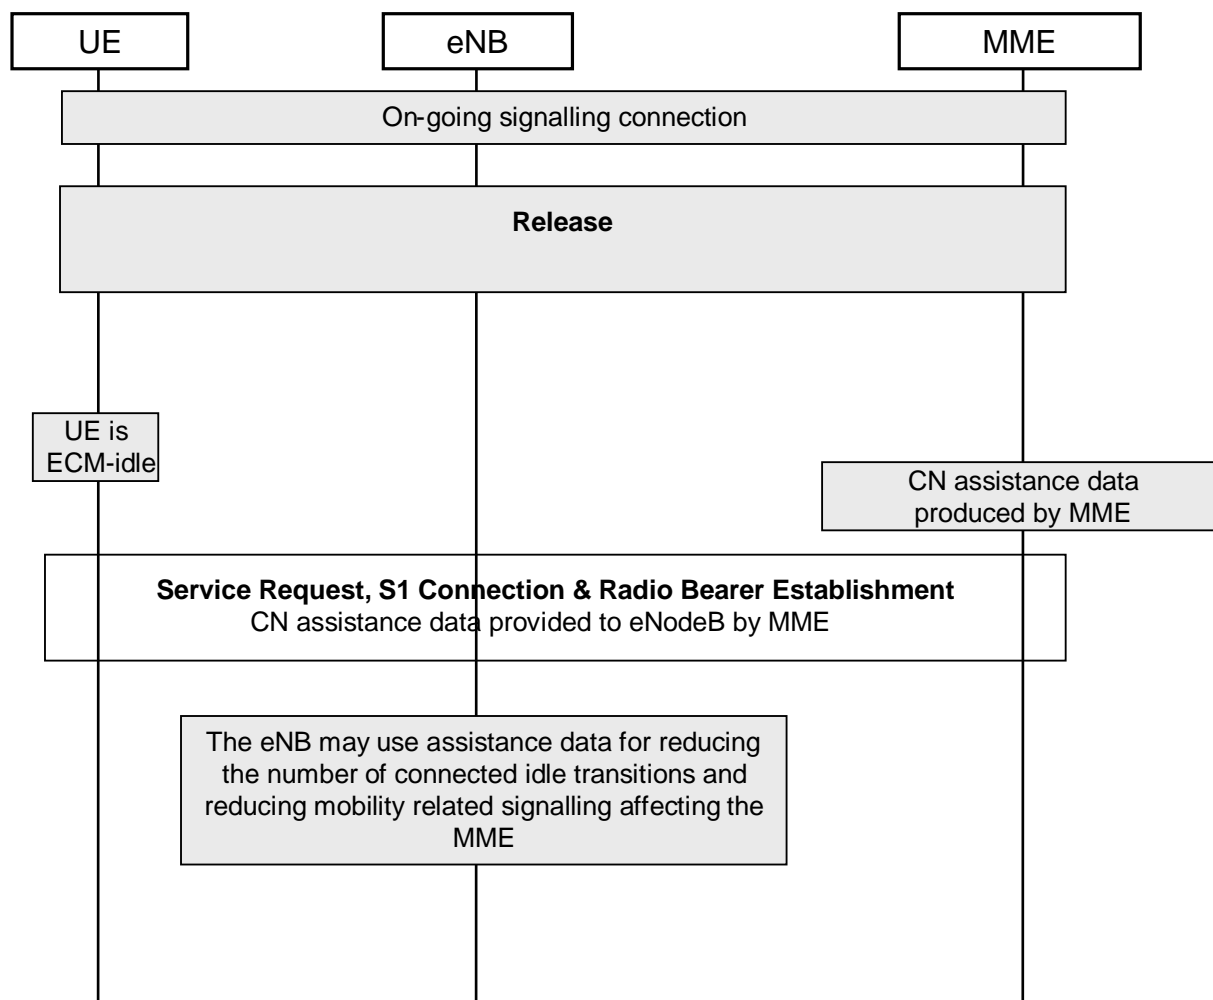 UE
eNB
MME
On-going signalling connection
Release
UE is
ECM-idle
CN assistance data
produced by MME
Service Request, S1 Connection & Radio Bearer Establishment
CN assistance data provided to eNodeB by MME
The eNB may use assistance data for reducing
the number of connected idle transitions and
reducing mobility related signalling affecting the
MME